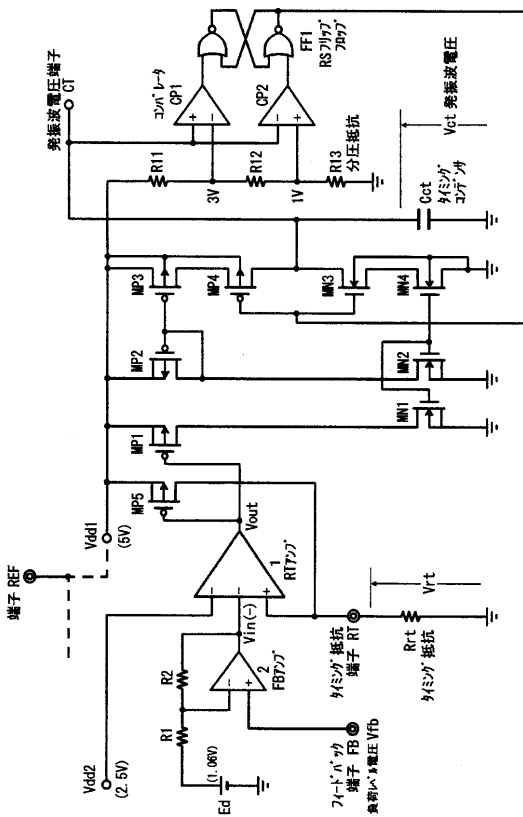 発振波電圧端子
CT
コンパレータ
CP1
+
−
CP2
−
+
FF1
RSフリップ
フロップ
R11
3V
R12
1V
R13
分圧抵抗
Vct 発振波電圧
Cct
タイミング
コンデンサ
MP3
MP4
MN3
MN4
MP2
MN2
MN1
MP1
MP5
Vdd1
(5V)
端子 REF
Vout
1
RTアンプ
−
−
+
Vin(-)
Vdd2
(2.5V)
R1
R2
2
FBアンプ
−
+
(1.06V)
Ed
フィードバック
端子 FB
負荷レベル電圧 Vfb
タイミング抵抗
端子 RT
Vrt
Rrt
タイミング抵抗